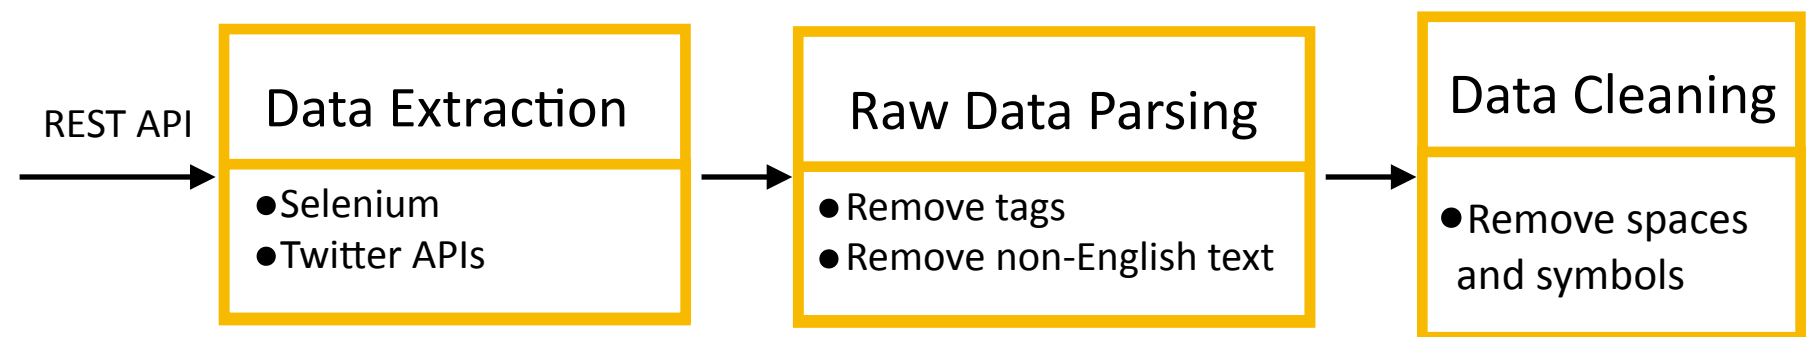 REST API
Data Extraction
●Selenium
●Twitter APIs
Raw Data Parsing
●Remove tags
●Remove non-English text
Data Cleaning
●Remove spaces
and symbols